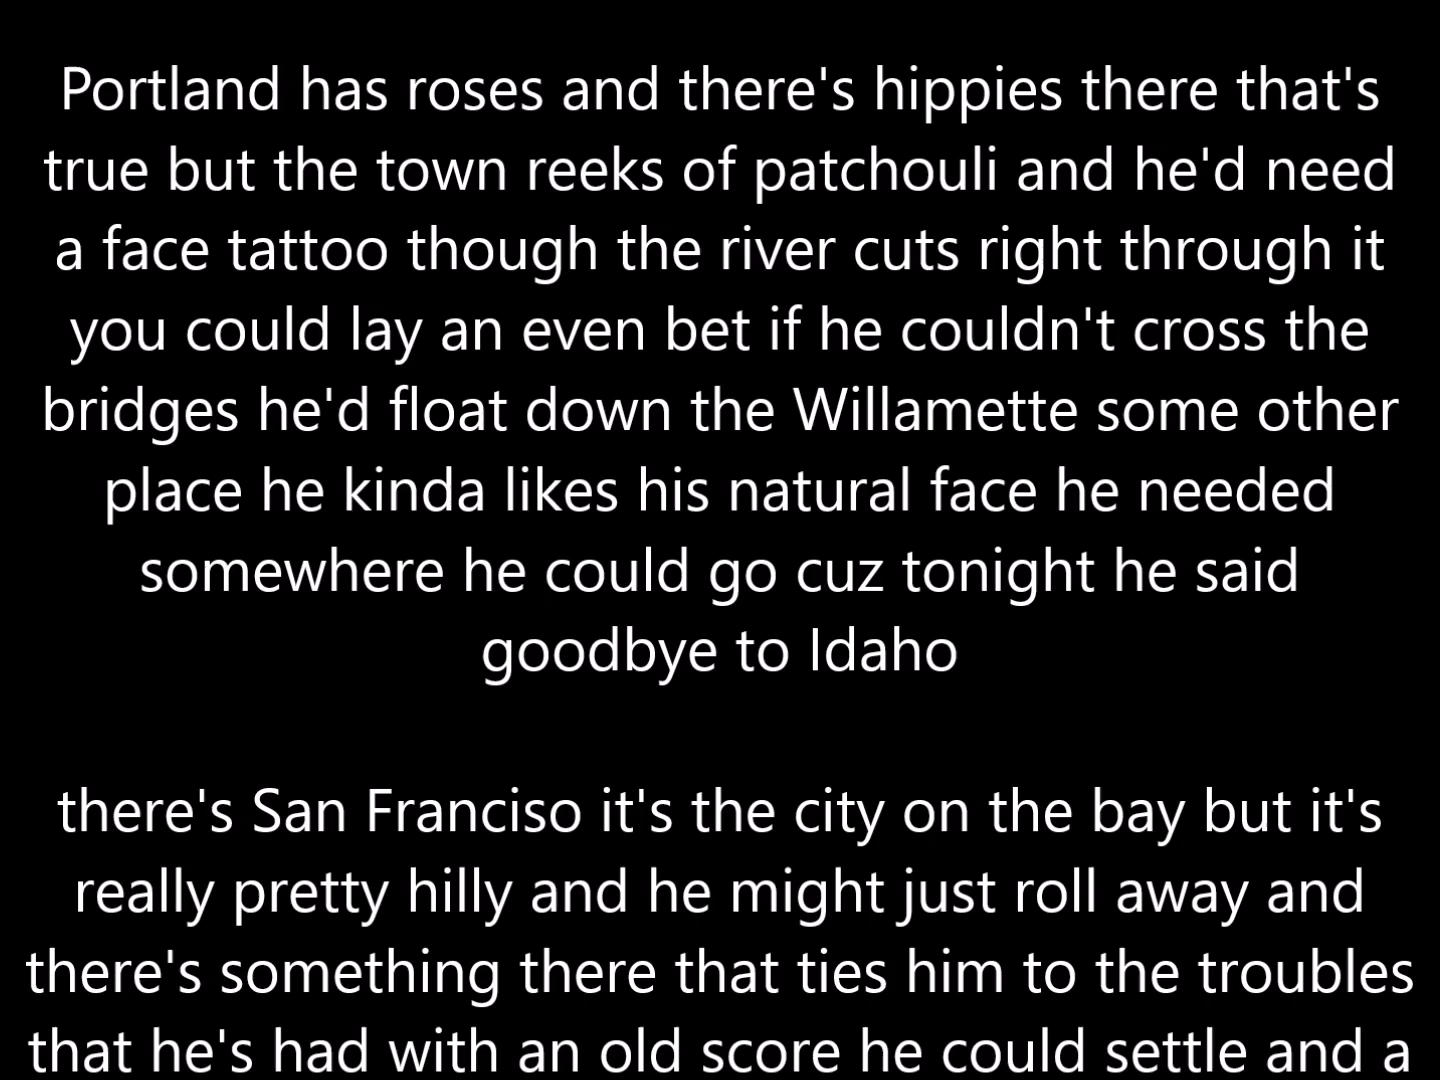 Portland has roses and there's hippies there that's
true but the town reeks of patchouli and he'd need
a face tattoo though the river cuts right through it
you could lay an even bet if he couldn't cross the
bridges he'd float down the Willamette some other
place he kinda likes his natural face he needed
somewhere he could go cuz tonight he said
goodbye to Idaho
there's San Franciso it's the city on the bay but it's
really pretty hilly and he might just roll away and
there's something there that ties him to the troubles
that he's had with an old score he could settle and a